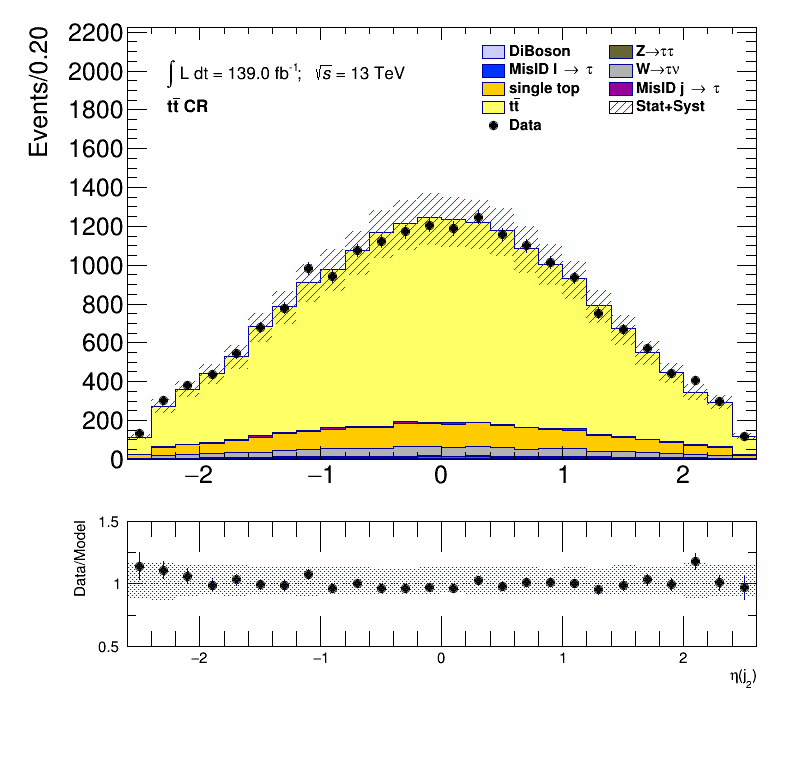 Events/0.20
2200
2000
1800
1600
1400
1200
1000
800
600
400
200
0
∫ L dt = 139.0 fb⁻¹; √s = 13 TeV
tt̄ CR
DiBoson
MisID l → τ
single top
tt̄
Data
Z→ττ
W→τν
MisID j → τ
Stat+Syst
−2 −1 0 1 2
Data/Model
1.5
1
0.5
−2 −1 0 1 2
η(j₂)